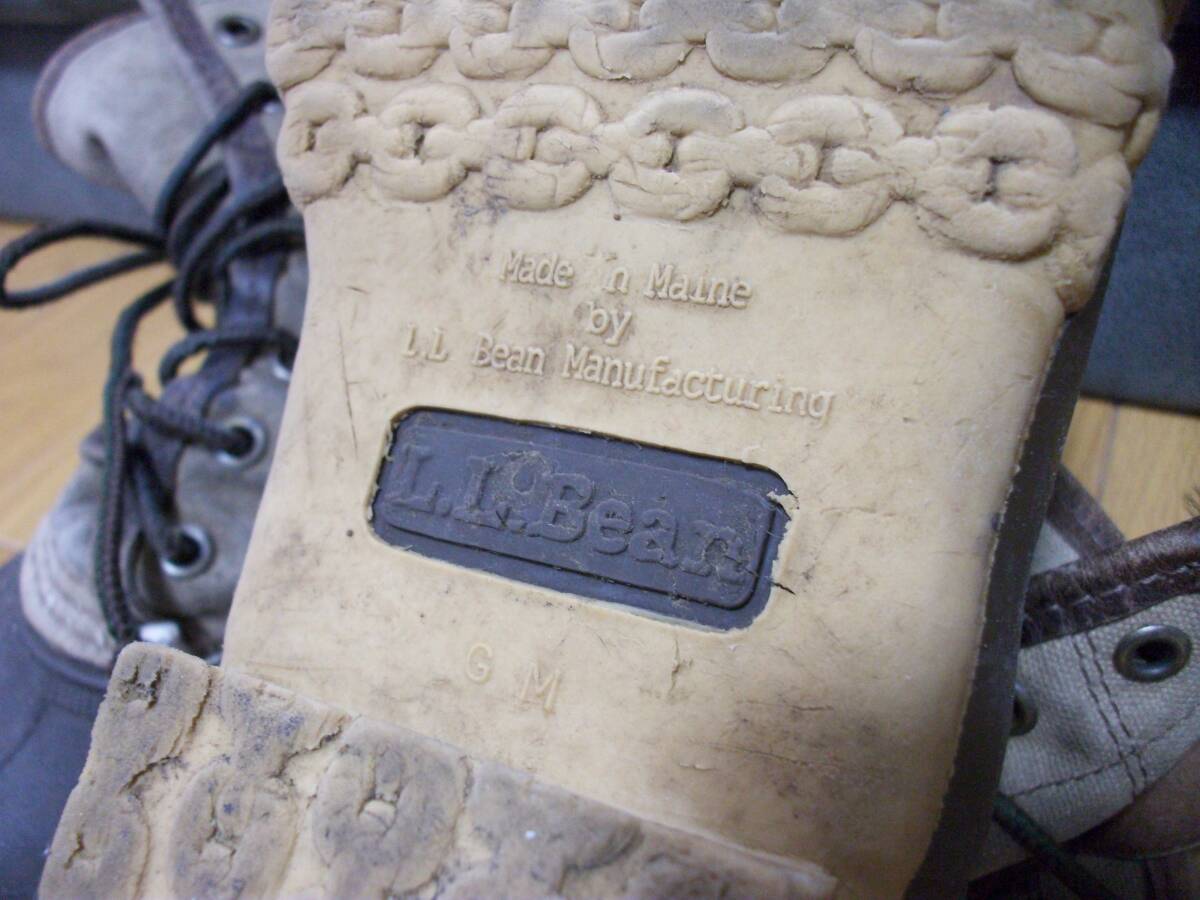 Made in Maine
by
L.L Bean Manufacturing
L.L.Bean
G M